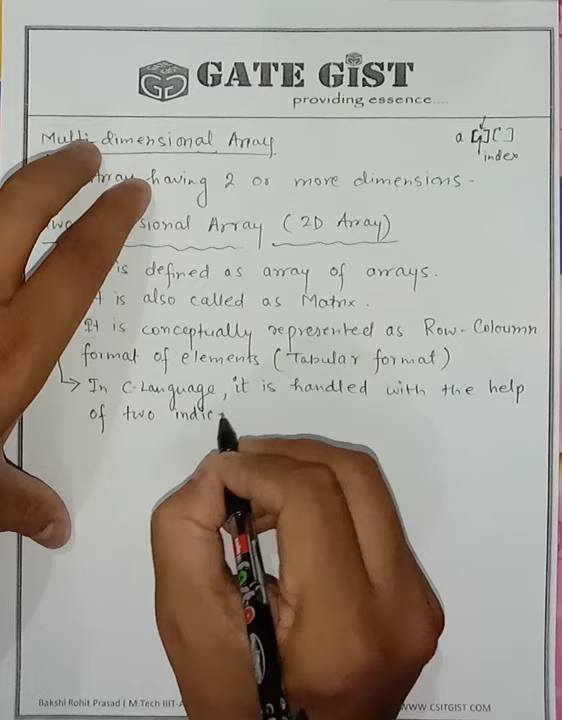 GATE GiST
providing essence....
Multi-dimensional Array
a[][]
index
Array having 2 or more dimensions.
sional Array (2D Array)
is defined as array of arrays.
is also called as Matrix.
It is conceptually represented as Row-Coloumn
format of elements (Tabular format)
→ In C-Language, it is handled with the help
of two indic
Bakshi Rohit Prasad ( M.Tech IIIT-A
WWW.CSITGIST.COM